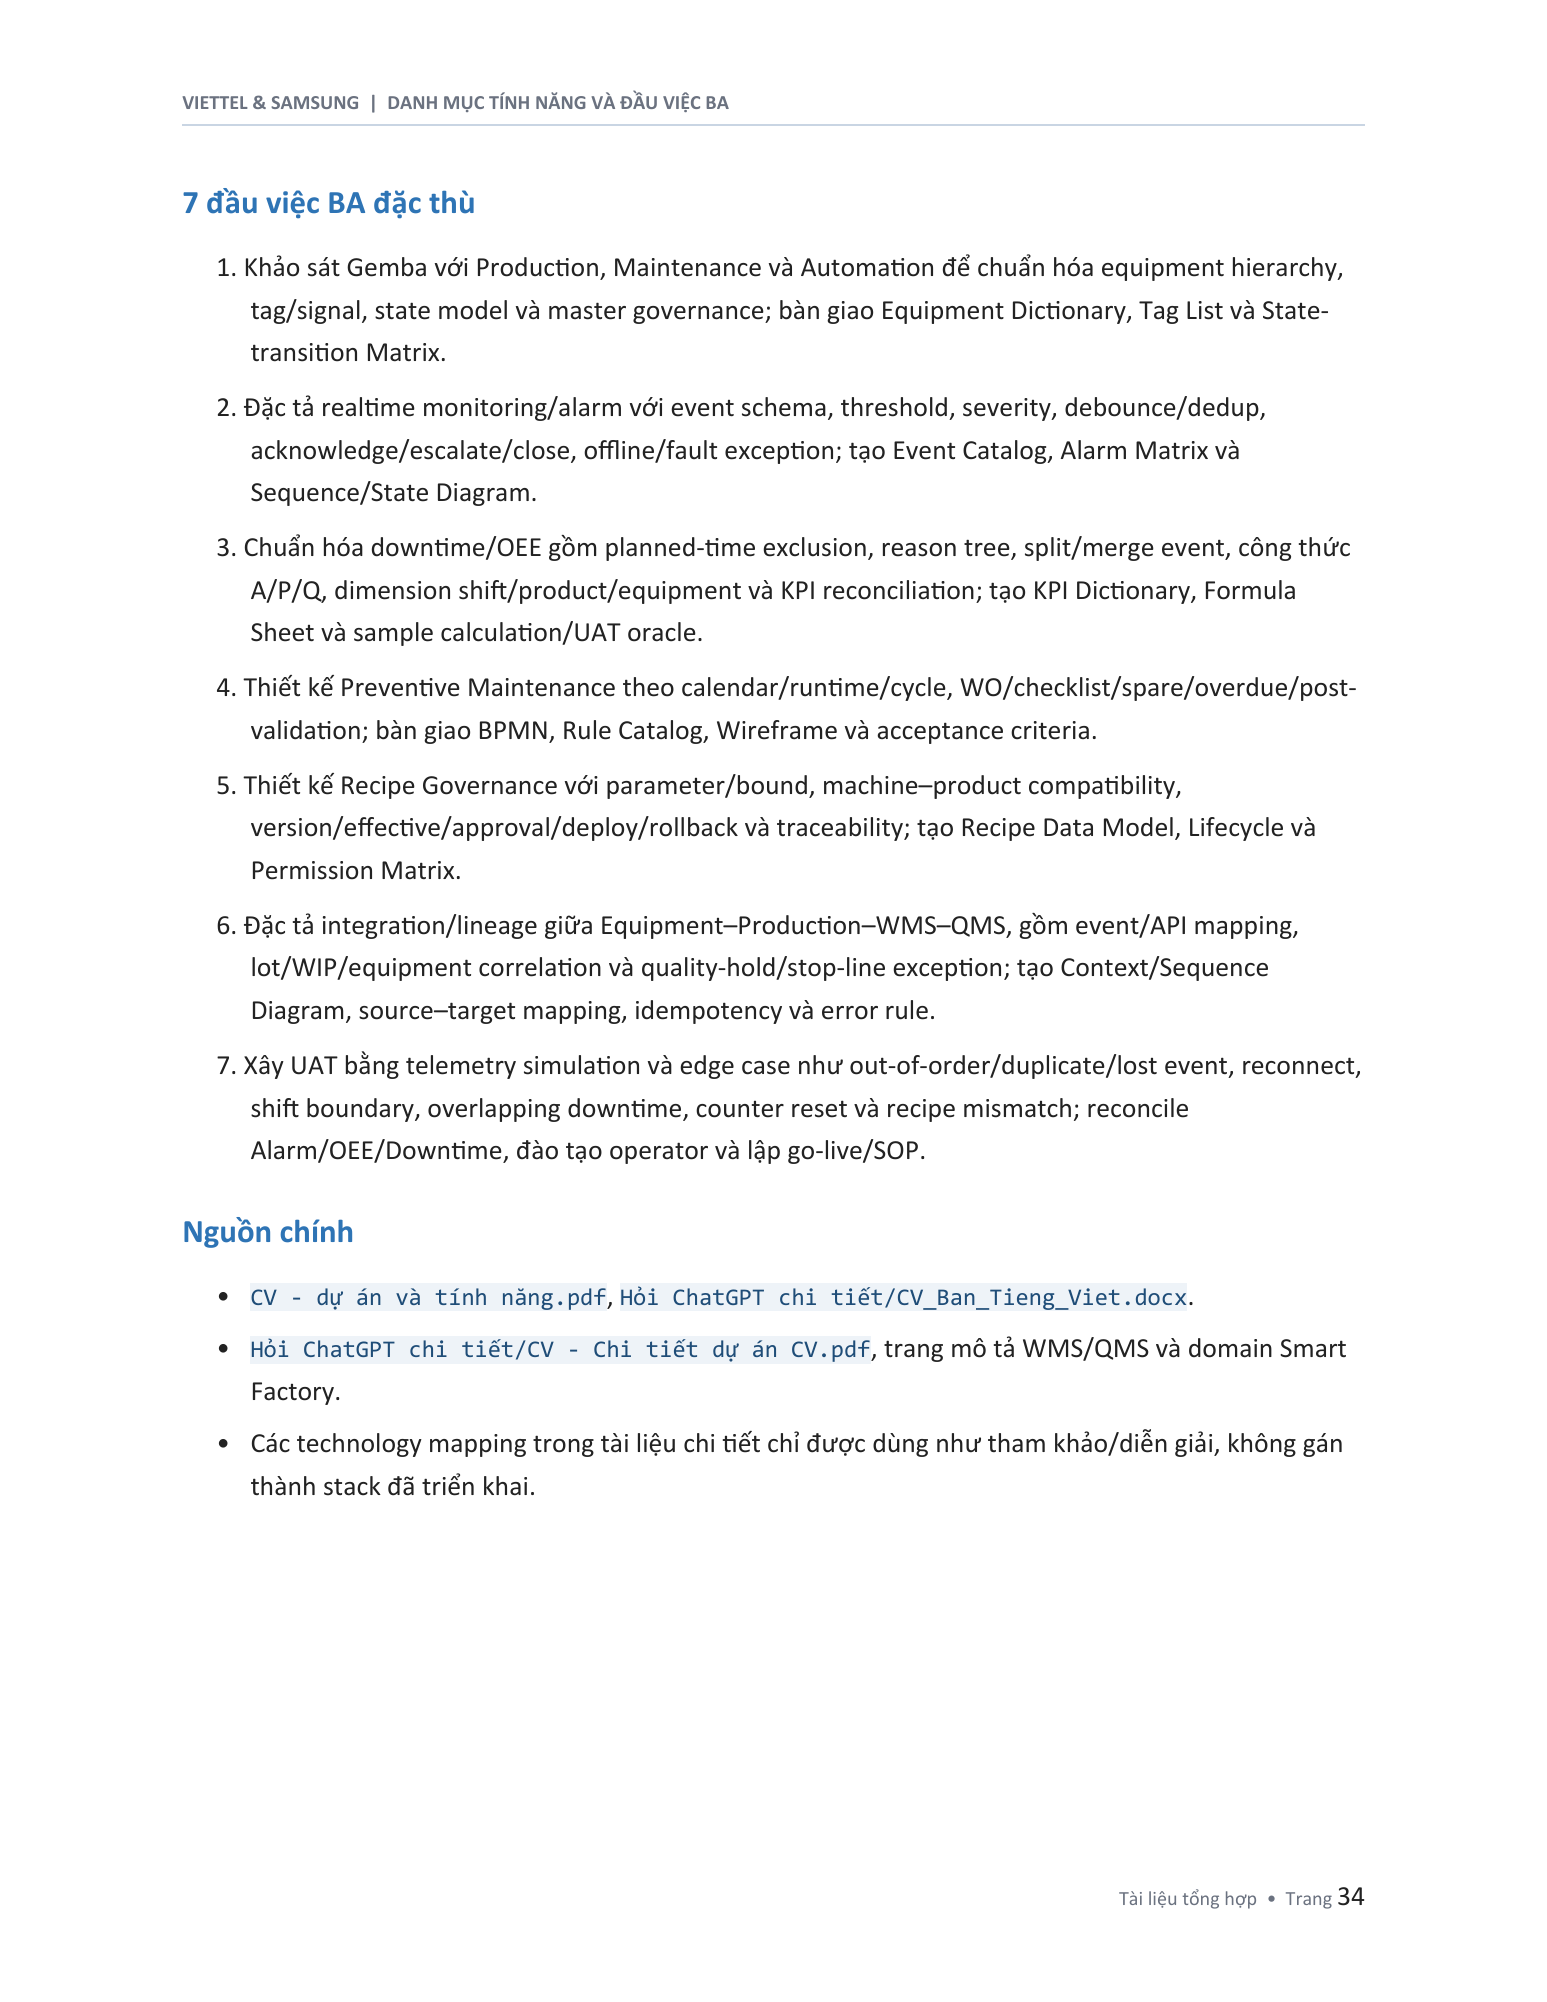 VIETTEL & SAMSUNG | DANH MỤC TÍNH NĂNG VÀ ĐẦU VIỆC BA
7 đầu việc BA đặc thù
1. Khảo sát Gemba với Production, Maintenance và Automation để chuẩn hóa equipment hierarchy,
tag/signal, state model và master governance; bàn giao Equipment Dictionary, Tag List và State-
transition Matrix.
2. Đặc tả realtime monitoring/alarm với event schema, threshold, severity, debounce/dedup,
acknowledge/escalate/close, offline/fault exception; tạo Event Catalog, Alarm Matrix và
Sequence/State Diagram.
3. Chuẩn hóa downtime/OEE gồm planned-time exclusion, reason tree, split/merge event, công thức
A/P/Q, dimension shift/product/equipment và KPI reconciliation; tạo KPI Dictionary, Formula
Sheet và sample calculation/UAT oracle.
4. Thiết kế Preventive Maintenance theo calendar/runtime/cycle, WO/checklist/spare/overdue/post-
validation; bàn giao BPMN, Rule Catalog, Wireframe và acceptance criteria.
5. Thiết kế Recipe Governance với parameter/bound, machine–product compatibility,
version/effective/approval/deploy/rollback và traceability; tạo Recipe Data Model, Lifecycle và
Permission Matrix.
6. Đặc tả integration/lineage giữa Equipment–Production–WMS–QMS, gồm event/API mapping,
lot/WIP/equipment correlation và quality-hold/stop-line exception; tạo Context/Sequence
Diagram, source–target mapping, idempotency và error rule.
7. Xây UAT bằng telemetry simulation và edge case như out-of-order/duplicate/lost event, reconnect,
shift boundary, overlapping downtime, counter reset và recipe mismatch; reconcile
Alarm/OEE/Downtime, đào tạo operator và lập go-live/SOP.
Nguồn chính
• CV - dự án và tính năng.pdf, Hỏi ChatGPT chi tiết/CV_Ban_Tieng_Viet.docx.
• Hỏi ChatGPT chi tiết/CV - Chi tiết dự án CV.pdf, trang mô tả WMS/QMS và domain Smart
Factory.
• Các technology mapping trong tài liệu chi tiết chỉ được dùng như tham khảo/diễn giải, không gán
thành stack đã triển khai.
Tài liệu tổng hợp • Trang 34